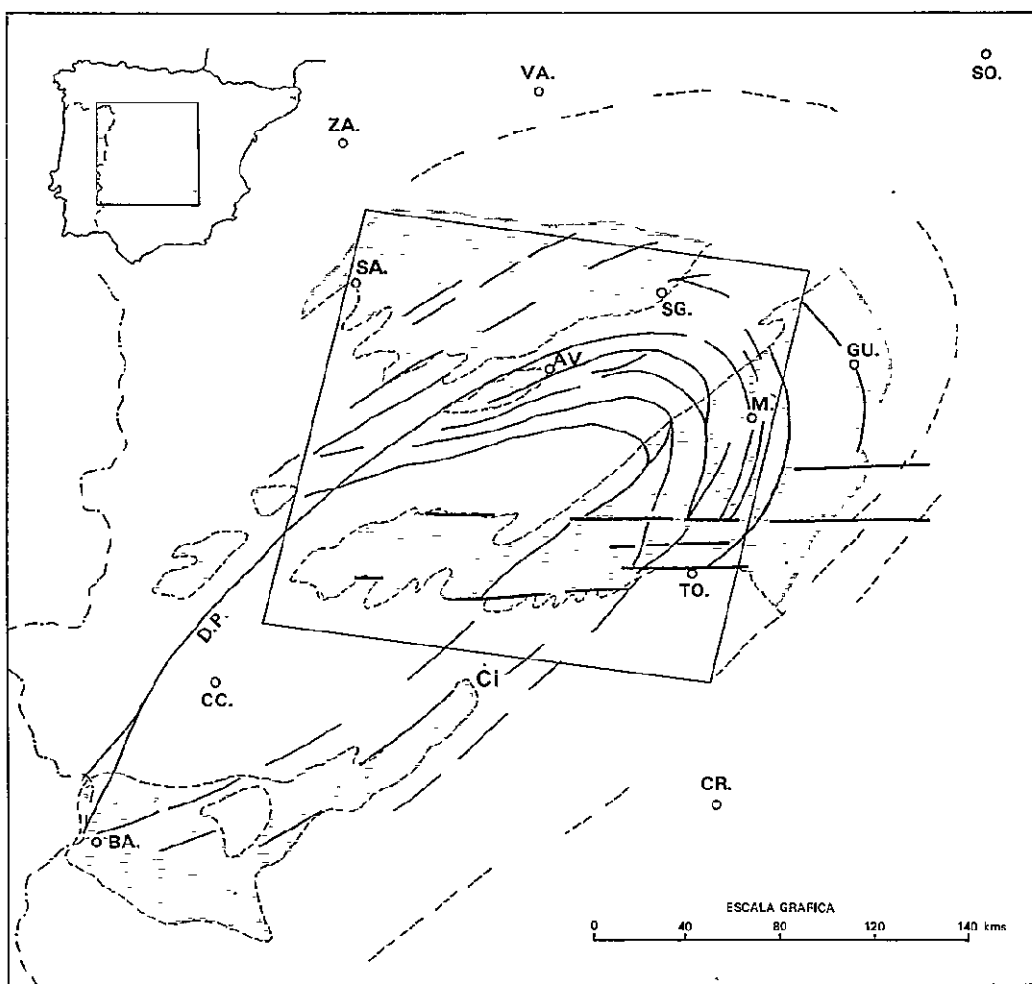 SO.
VA.
ZA.
SA.
SG.
GU.
AV
M.
TO.
D.P.
Ci
CC.
CR.
BA.
ESCALA GRAFICA
0 40 80 120 140 kms